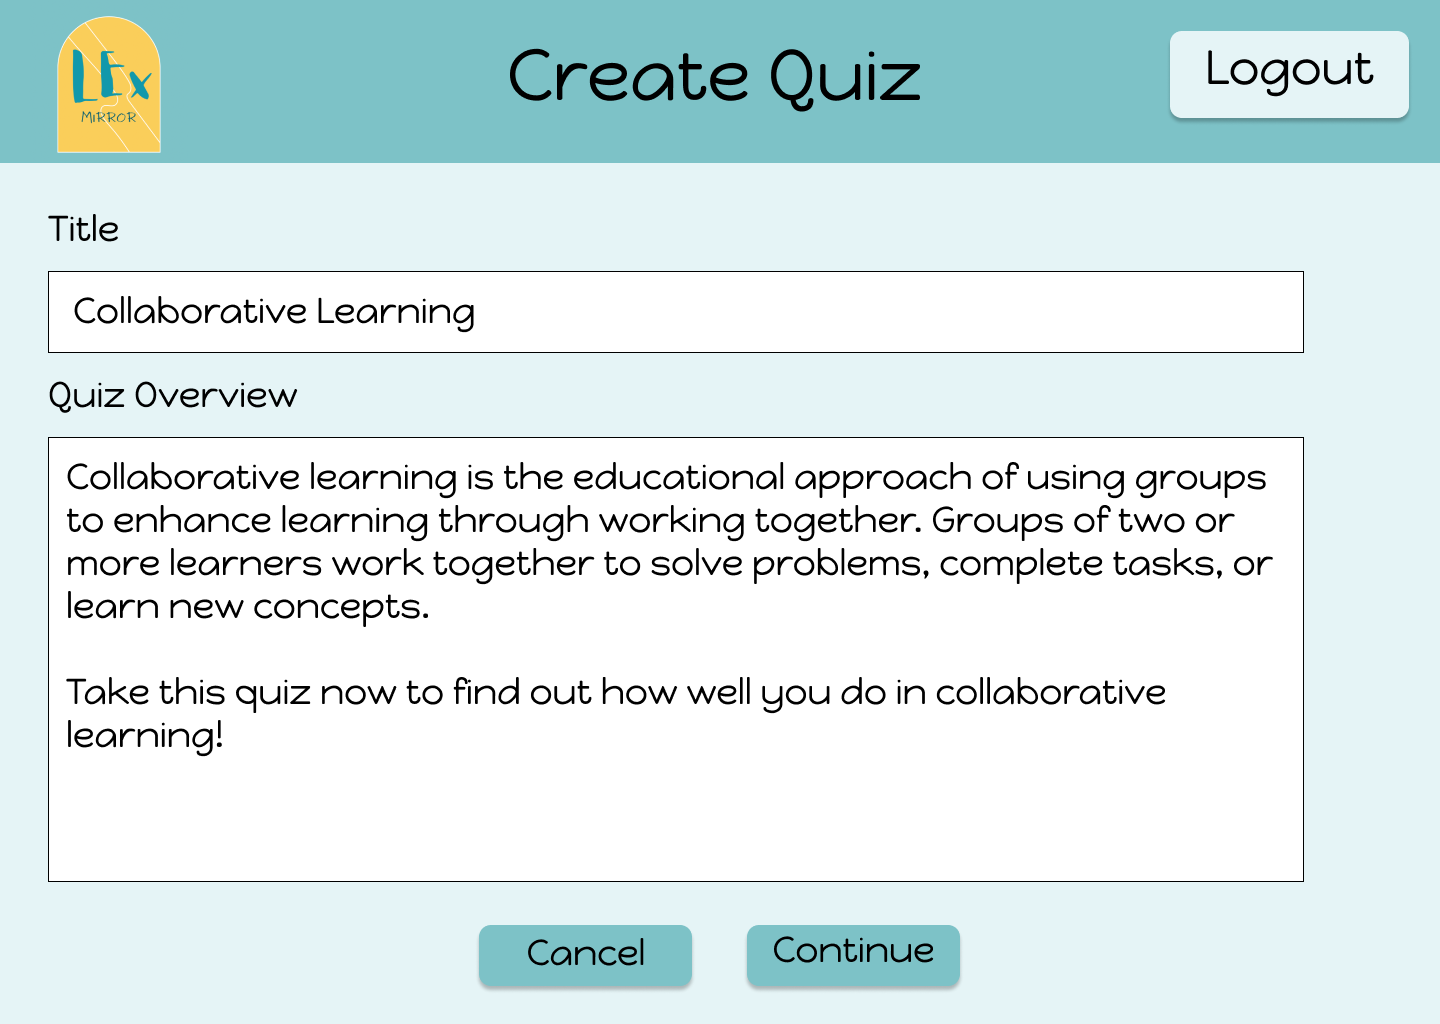 LEx
MIRROR
Create Quiz
Logout
Title
Collaborative Learning
Quiz Overview
Collaborative learning is the educational approach of using groups
to enhance learning through working together. Groups of two or
more learners work together to solve problems, complete tasks, or
learn new concepts.
Take this quiz now to find out how well you do in collaborative
learning!
Cancel
Continue